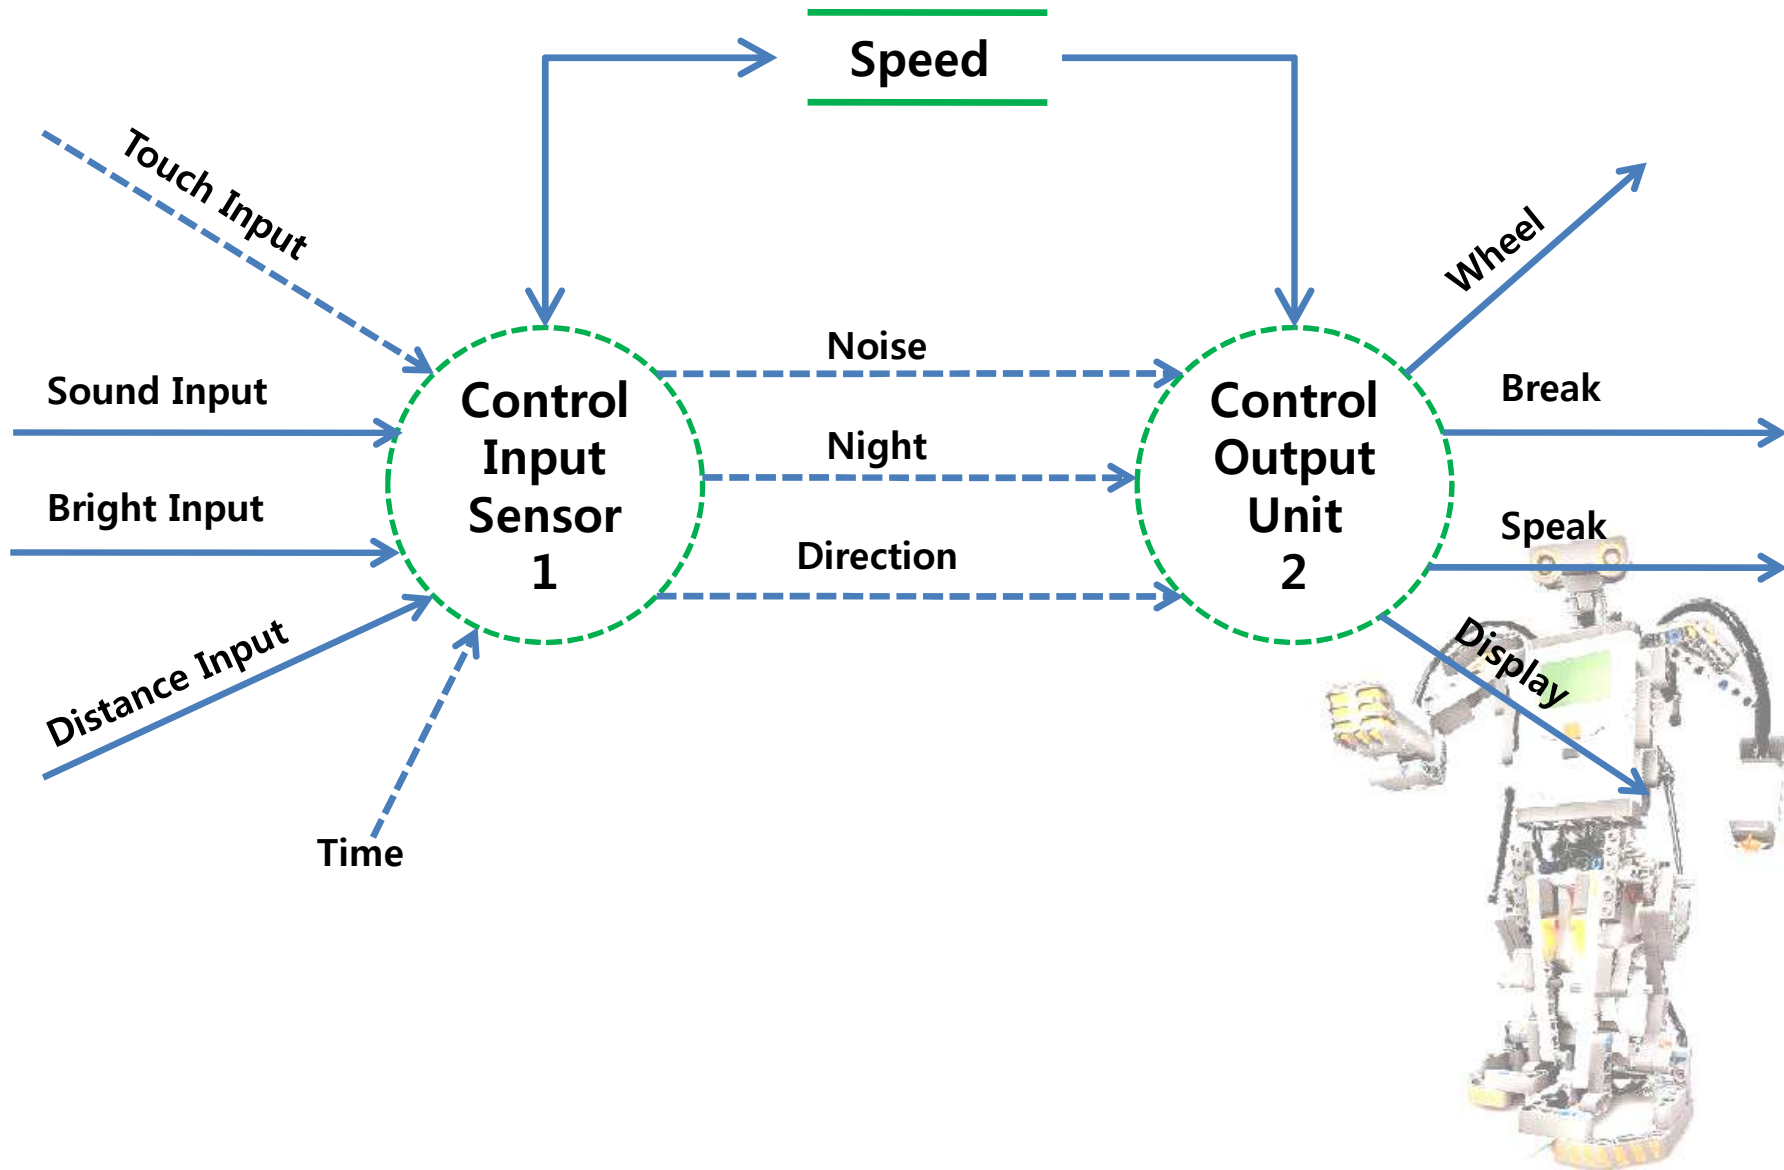 Speed
Touch Input
Sound Input
Bright Input
Distance Input
Time
Control
Input
Sensor
1
Noise
Night
Direction
Control
Output
Unit
2
Wheel
Break
Speak
Display